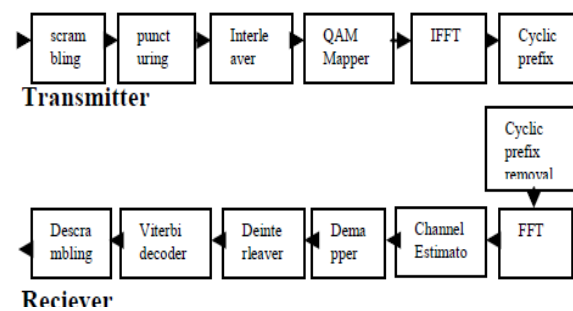 scram
bling
punct
uring
Interle
aver
QAM
Mapper
IFFT
Cyclic
prefix
Transmitter
Cyclic
prefix
removal
Descra
mbling
Viterbi
decoder
Deinte
rleaver
Dema
pper
Channel
Estimato
FFT
Reciever